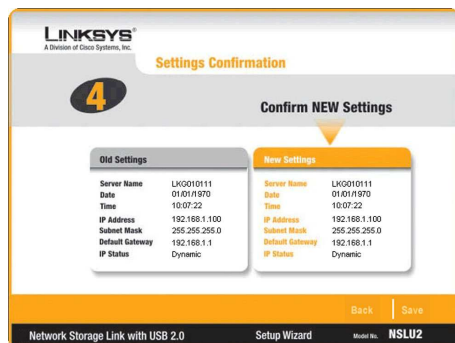 LINKSYS®
A Division of Cisco Systems, Inc.
Settings Confirmation
4
Confirm NEW Settings
Old Settings
Server Name LKG010111
Date 01/01/1970
Time 10:07:22
IP Address 192.168.1.100
Subnet Mask 255.255.255.0
Default Gateway 192.168.1.1
IP Status Dynamic
New Settings
Server Name LKG010111
Date 01/01/1970
Time 10:07:22
IP Address 192.168.1.100
Subnet Mask 255.255.255.0
Default Gateway 192.168.1.1
IP Status Dynamic
Back Save
Network Storage Link with USB 2.0 Setup Wizard Model No. NSLU2